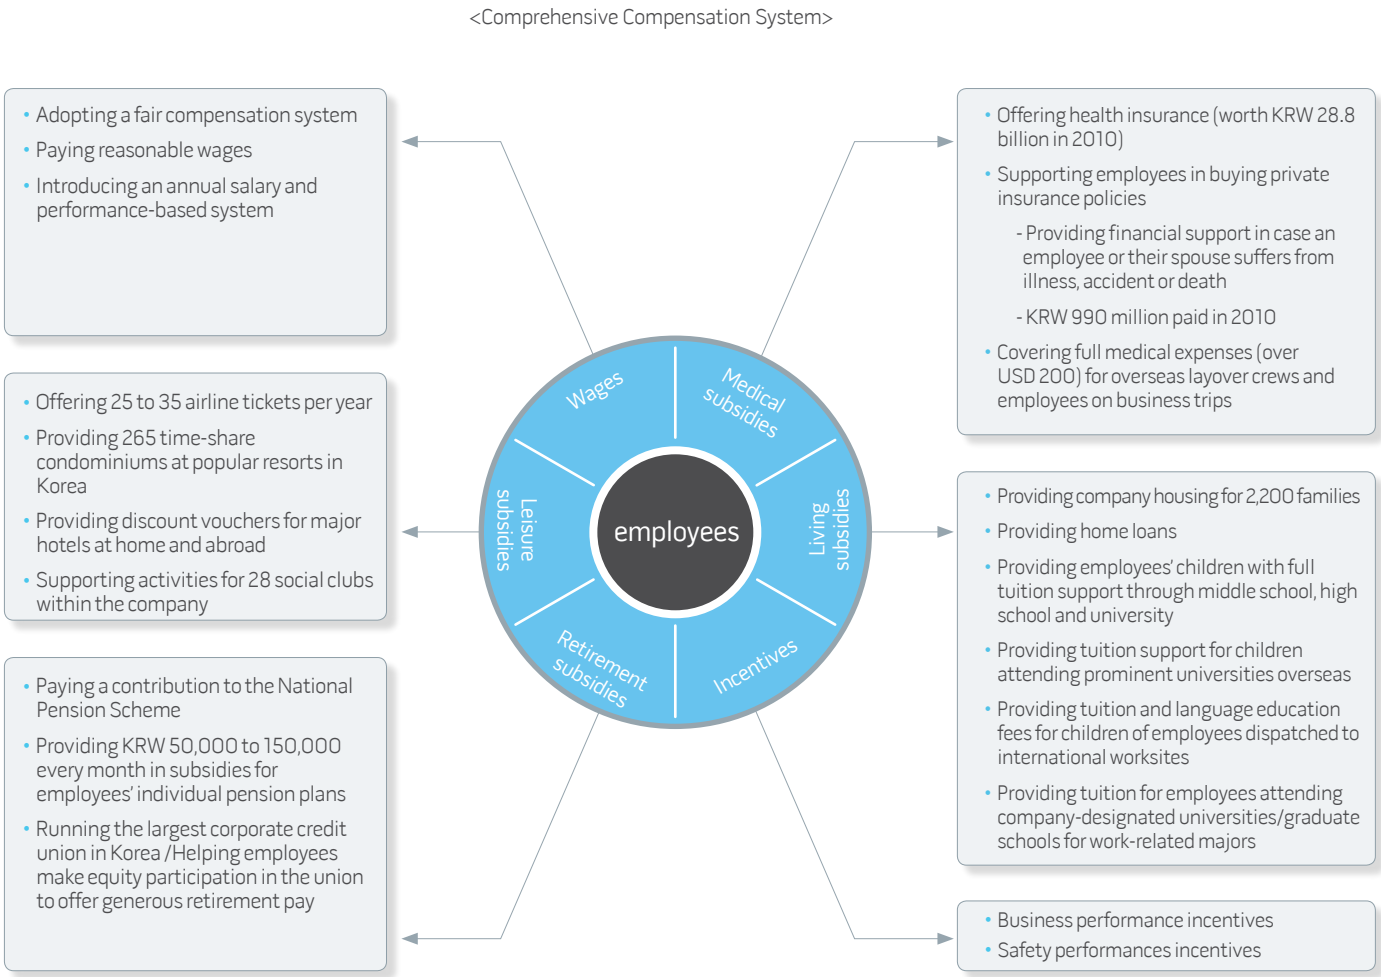 <Comprehensive Compensation System>
• Adopting a fair compensation system
• Paying reasonable wages
• Introducing an annual salary and
performance-based system
• Offering 25 to 35 airline tickets per year
• Providing 265 time-share
condominiums at popular resorts in
Korea
• Providing discount vouchers for major
hotels at home and abroad
• Supporting activities for 28 social clubs
within the company
• Paying a contribution to the National
Pension Scheme
• Providing KRW 50,000 to 150,000
every month in subsidies for
employees' individual pension plans
• Running the largest corporate credit
union in Korea /Helping employees
make equity participation in the union
to offer generous retirement pay
Wages
Medical
subsidies
Leisure
subsidies
employees
Living
subsidies
Retirement
subsidies
Incentives
• Offering health insurance (worth KRW 28.8
billion in 2010)
• Supporting employees in buying private
insurance policies
- Providing financial support in case an
employee or their spouse suffers from
illness, accident or death
- KRW 990 million paid in 2010
• Covering full medical expenses (over
USD 200) for overseas layover crews and
employees on business trips
• Providing company housing for 2,200 families
• Providing home loans
• Providing employees' children with full
tuition support through middle school, high
school and university
• Providing tuition support for children
attending prominent universities overseas
• Providing tuition and language education
fees for children of employees dispatched to
international worksites
• Providing tuition for employees attending
company-designated universities/graduate
schools for work-related majors
• Business performance incentives
• Safety performances incentives